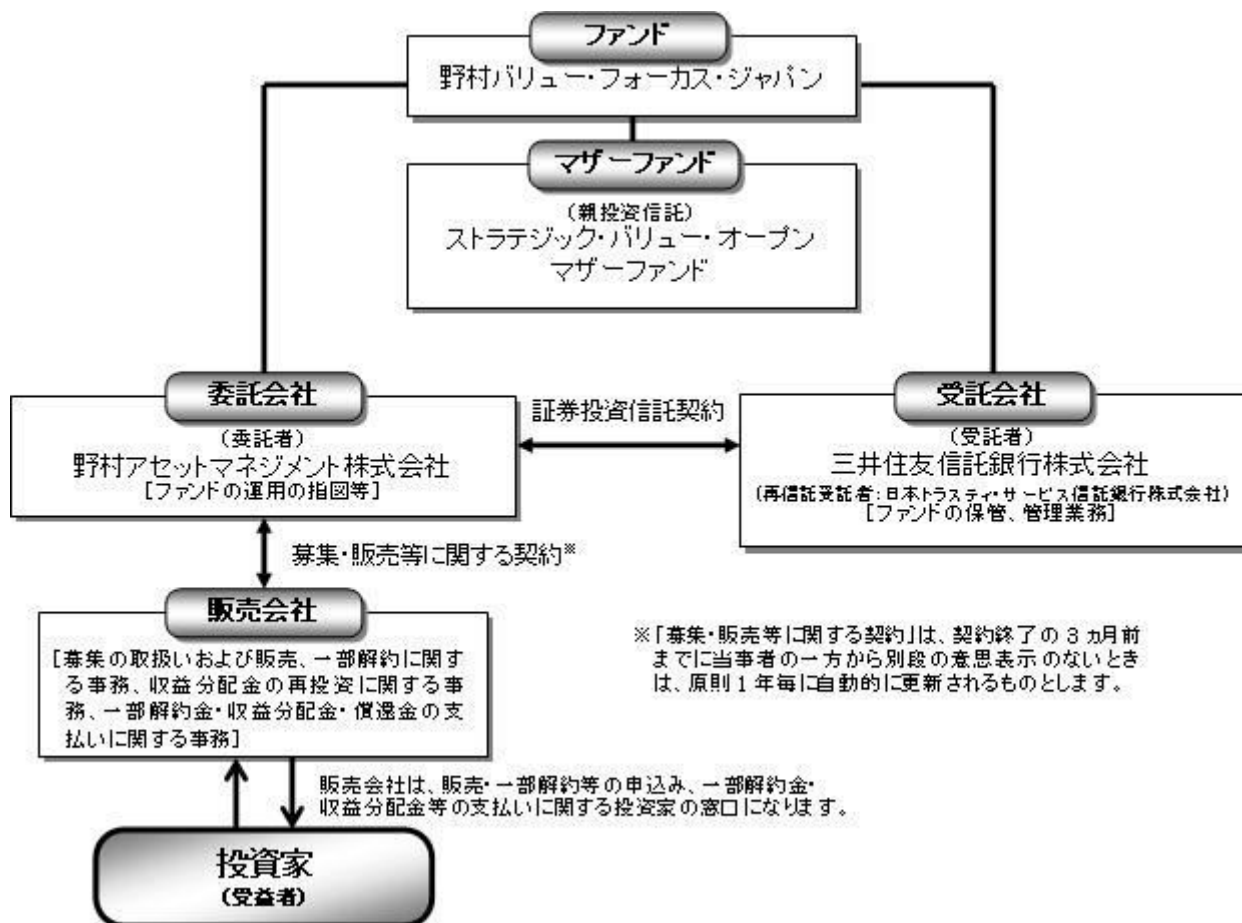 ファンド
野村バリュー・フォーカス・ジャパン
マザーファンド
(親投資信託)
ストラテジック・バリュー・オープン
マザーファンド
委託会社
(委託者)
野村アセットマネジメント株式会社
[ファンドの運用の指図等]
証券投資信託契約
受託会社
(受託者)
三井住友信託銀行株式会社
(再信託受託者:日本トラスティ・サービス信託銀行株式会社)
[ファンドの保管、管理業務]
募集・販売等に関する契約※
販売会社
[募集の取扱いおよび販売、一部解約に関す
る事務、収益分配金の再投資に関する事
務、一部解約金・収益分配金・償還金の支
払いに関する事務]
※「募集・販売等に関する契約」は、契約終了の3ヵ月前
までに当事者の一方から別段の意思表示のないとき
は、原則1年毎に自動的に更新されるものとします。
販売会社は、販売・一部解約等の申込み、一部解約金・
収益分配金等の支払いに関する投資家の窓口になります。
投資家
(受益者)